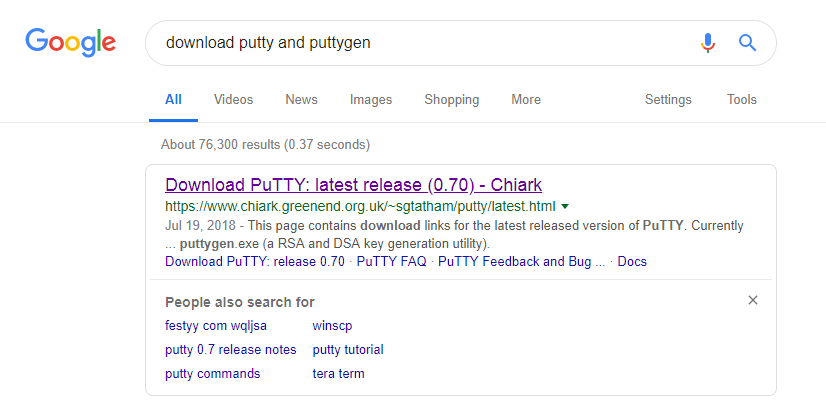 Google
download putty and puttygen
All Videos News Images Shopping More Settings Tools
About 76,300 results (0.37 seconds)
Download PuTTY: latest release (0.70) - Chiark
https://www.chiark.greenend.org.uk/~sgtatham/putty/latest.html
Jul 19, 2018 - This page contains download links for the latest released version of PuTTY. Currently
... puttygen.exe (a RSA and DSA key generation utility).
Download PuTTY: release 0.70 · PuTTY FAQ · PuTTY Feedback and Bug ... · Docs
People also search for
festyy com wqljsa winscp
putty 0.7 release notes putty tutorial
putty commands tera term